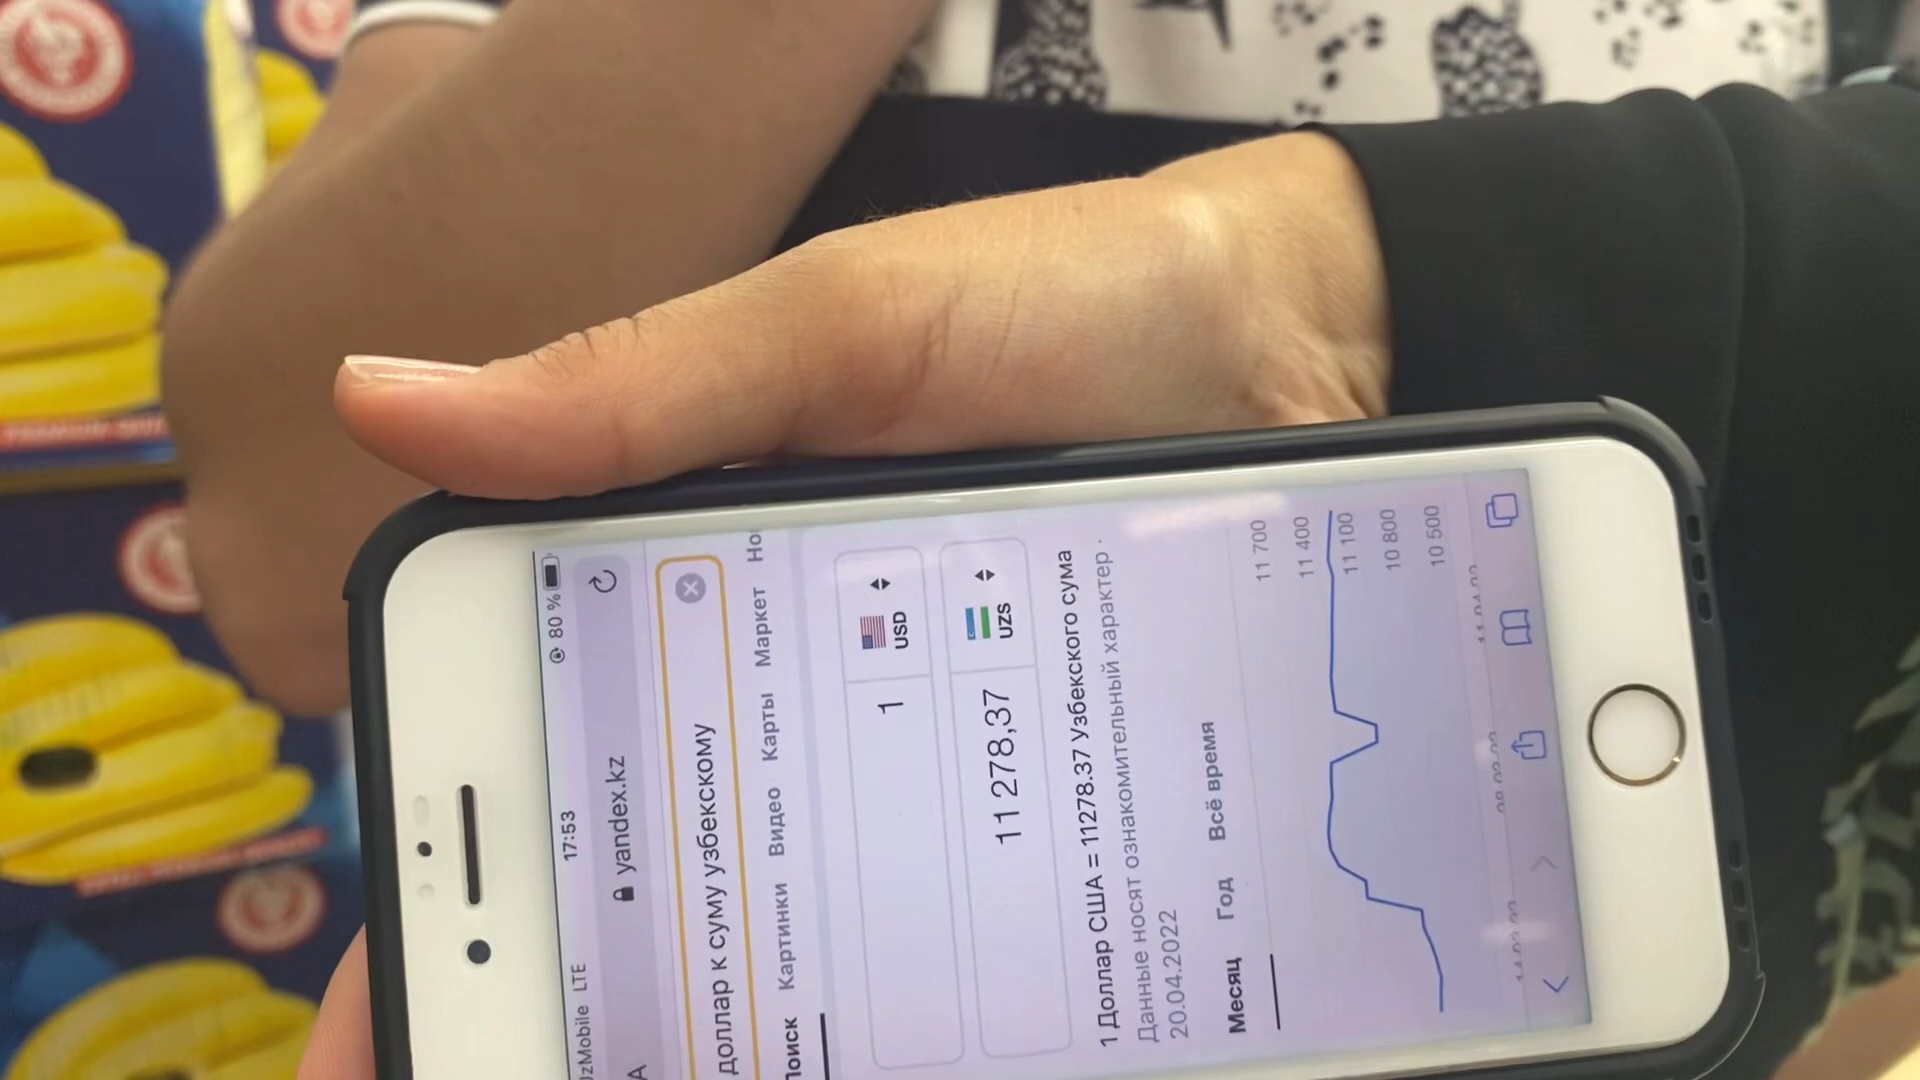 UzMobile LTE 17:53 80 %
yandex.kz
доллар к суму узбекскому
Поиск Картинки Видео Карты Маркет Но
1 USD
11 278,37 UZS
1 Доллар США = 11278.37 Узбекского сума
Данные носят ознакомительный характер ·
20.04.2022
Месяц Год Всё время
11 700
11 400
11 100
10 800
10 500